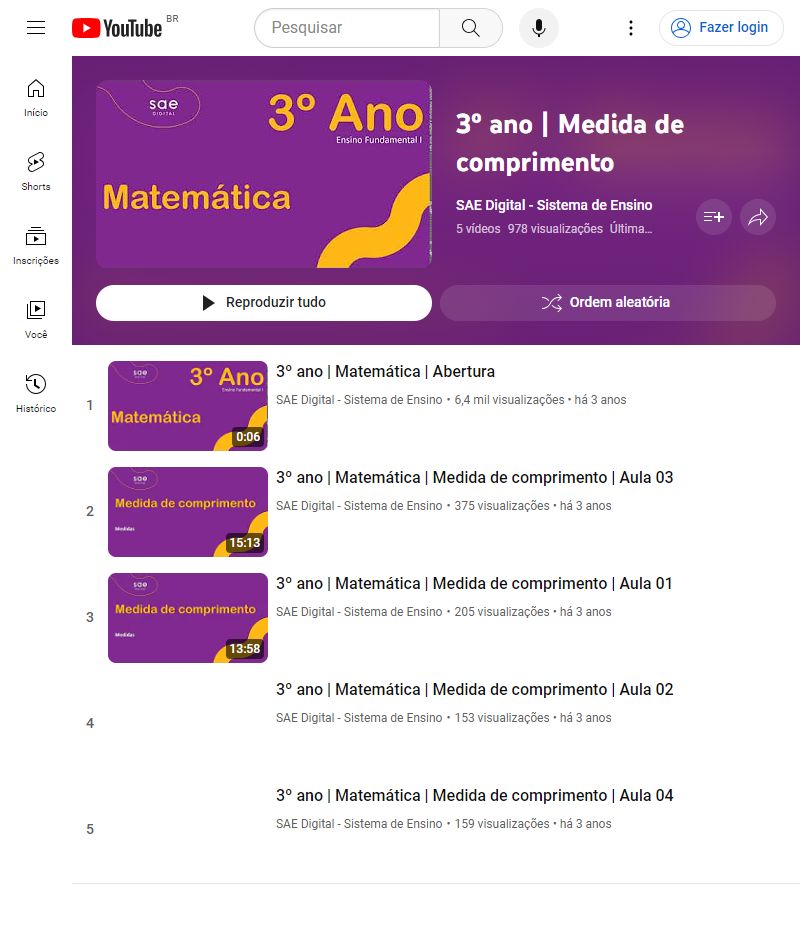 YouTube BR
Pesquisar
Fazer login
Início
Shorts
Inscrições
Você
Histórico
sae
DIGITAL
3º Ano
Ensino Fundamental I
Matemática
3º ano | Medida de
comprimento
SAE Digital - Sistema de Ensino
5 vídeos 978 visualizações Última...
Reproduzir tudo
Ordem aleatória
1
sae
3º Ano
Ensino Fundamental I
Matemática
0:06
3º ano | Matemática | Abertura
SAE Digital - Sistema de Ensino • 6,4 mil visualizações • há 3 anos
2
sae
Medida de comprimento
Medidas
15:13
3º ano | Matemática | Medida de comprimento | Aula 03
SAE Digital - Sistema de Ensino • 375 visualizações • há 3 anos
3
sae
Medida de comprimento
Medidas
13:58
3º ano | Matemática | Medida de comprimento | Aula 01
SAE Digital - Sistema de Ensino • 205 visualizações • há 3 anos
4
3º ano | Matemática | Medida de comprimento | Aula 02
SAE Digital - Sistema de Ensino • 153 visualizações • há 3 anos
5
3º ano | Matemática | Medida de comprimento | Aula 04
SAE Digital - Sistema de Ensino • 159 visualizações • há 3 anos